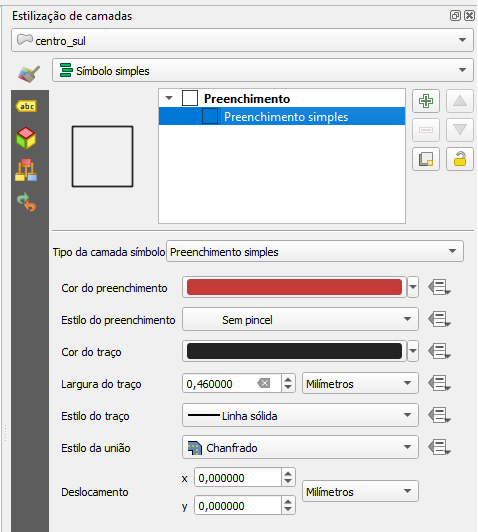 Estilização de camadas
centro_sul
Símbolo simples
abc
Preenchimento
Preenchimento simples
Tipo da camada símbolo Preenchimento simples
Cor do preenchimento
Estilo do preenchimento Sem pincel
Cor do traço
Largura do traço 0,460000 Milímetros
Estilo do traço Linha sólida
Estilo da união Chanfrado
x 0,000000
Deslocamento Milímetros
y 0,000000